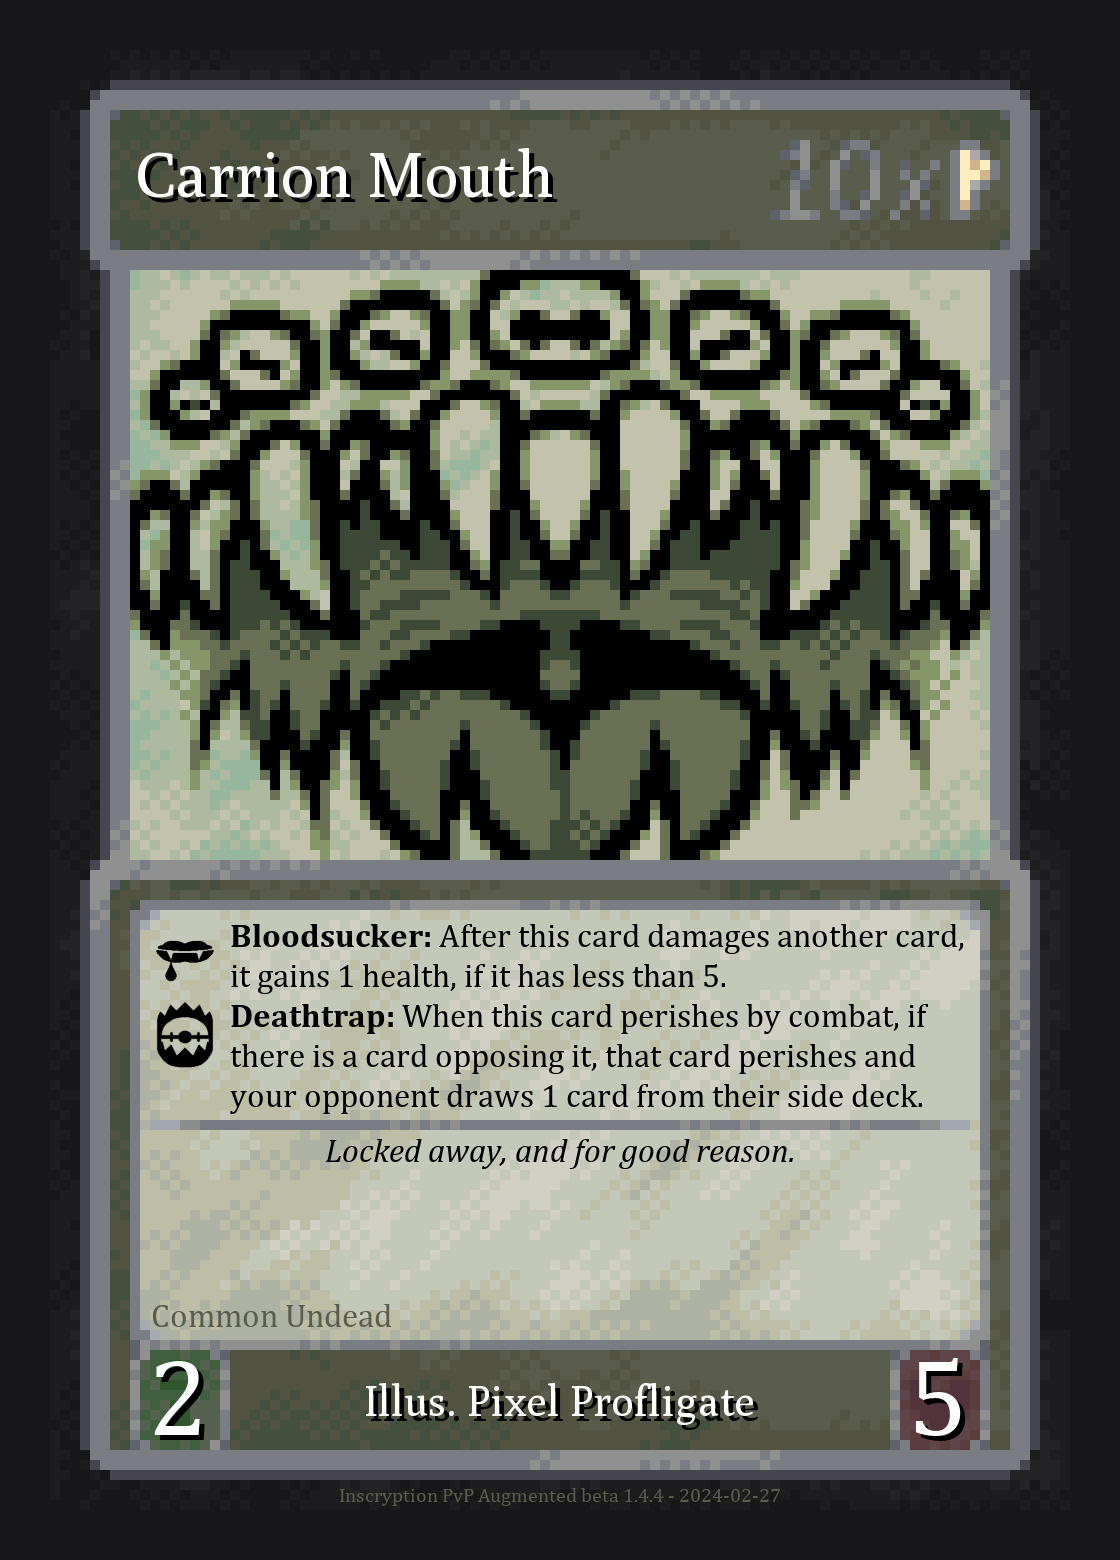 Carrion Mouth 10x
Bloodsucker: After this card damages another card,
it gains 1 health, if it has less than 5.
Deathtrap: When this card perishes by combat, if
there is a card opposing it, that card perishes and
your opponent draws 1 card from their side deck.
Locked away, and for good reason.
Common Undead
2 Illus. Pixel Profligate 5
Inscryption PvP Augmented beta 1.4.4 - 2024-02-27